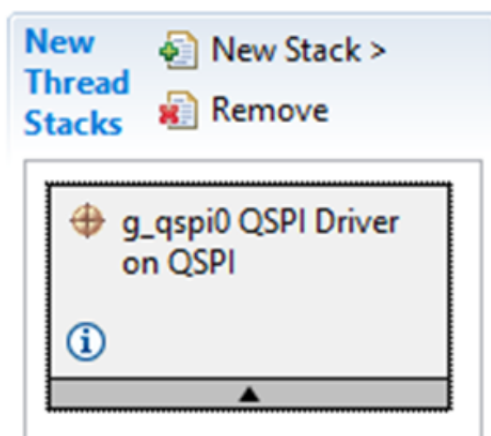 New
Thread
Stacks
New Stack >
Remove
g_qspi0 QSPI Driver
on QSPI